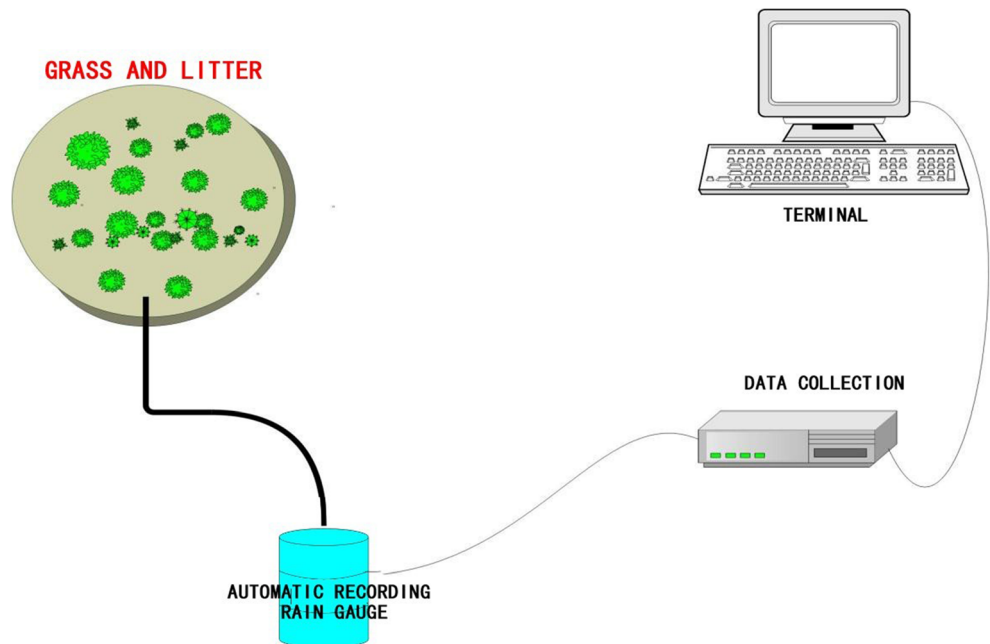 GRASS AND LITTER
TERMINAL
DATA COLLECTION
AUTOMATIC RECORDING
RAIN GAUGE